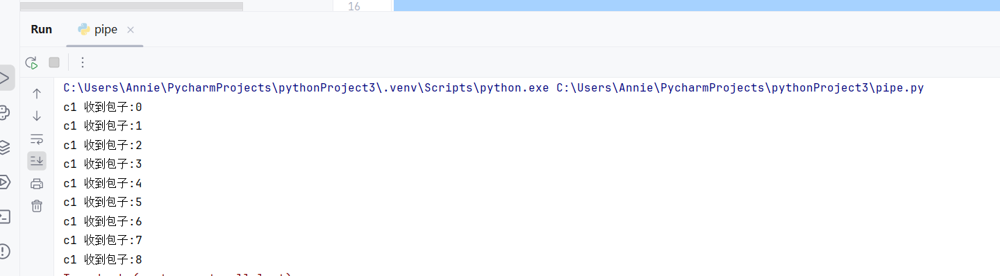 16
Run pipe
C:\Users\Annie\PycharmProjects\pythonProject3\.venv\Scripts\python.exe C:\Users\Annie\PycharmProjects\pythonProject3\pipe.py
c1 收到包子:0
c1 收到包子:1
c1 收到包子:2
c1 收到包子:3
c1 收到包子:4
c1 收到包子:5
c1 收到包子:6
c1 收到包子:7
c1 收到包子:8